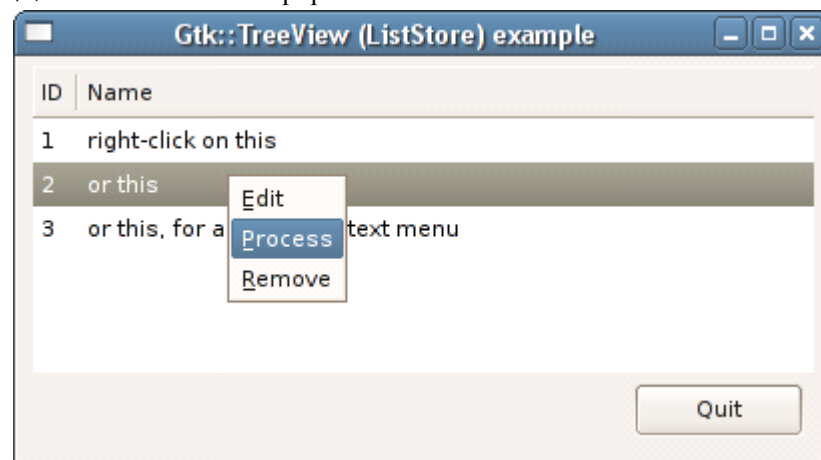 Gtk::TreeView (ListStore) example
ID Name
1 right-click on this
2 or this
3 or this, for a text menu
Edit
Process
Remove
Quit